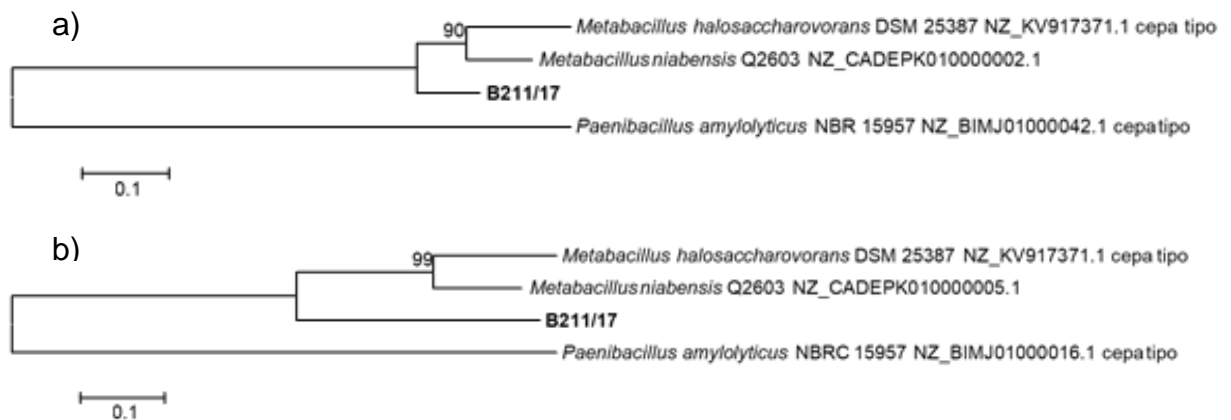 a)
90
Metabacillus halosaccharovorans DSM 25387 NZ_KV917371.1 cepa tipo
Metabacillus niabensis Q2603 NZ_CADEPK010000002.1
B211/17
Paenibacillus amylolyticus NBR 15957 NZ_BIMJ01000042.1 cepa tipo
0.1
b)
99
Metabacillus halosaccharovorans DSM 25387 NZ_KV917371.1 cepa tipo
Metabacillus niabensis Q2603 NZ_CADEPK010000005.1
B211/17
Paenibacillus amylolyticus NBRC 15957 NZ_BIMJ01000016.1 cepa tipo
0.1